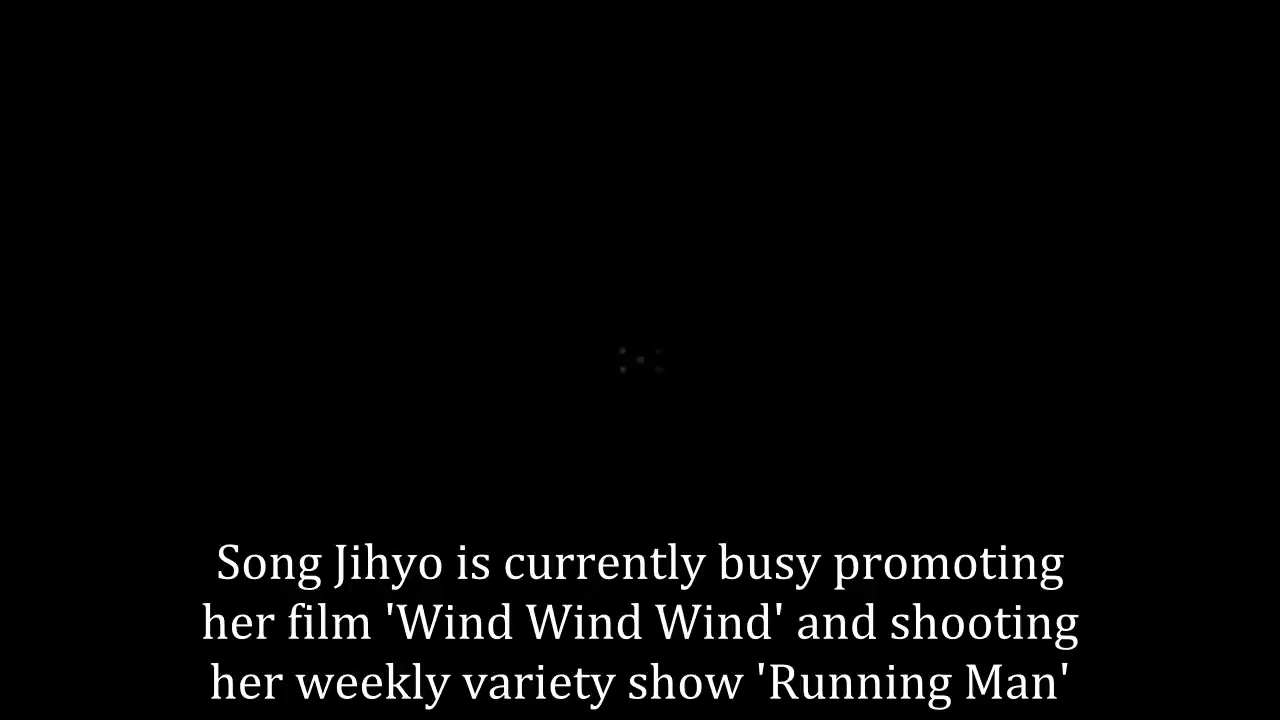 Song Jihyo is currently busy promoting
her film 'Wind Wind Wind' and shooting
her weekly variety show 'Running Man'